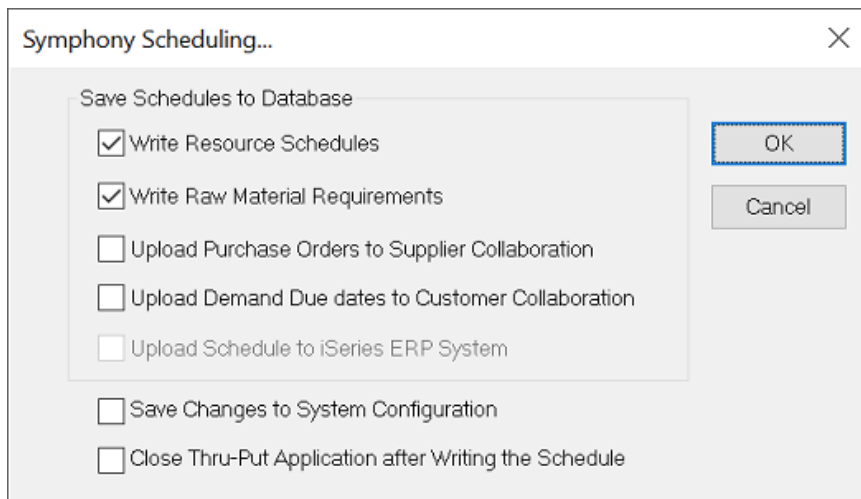 Symphony Scheduling...
Save Schedules to Database
Write Resource Schedules
OK
Write Raw Material Requirements
Cancel
Upload Purchase Orders to Supplier Collaboration
Upload Demand Due dates to Customer Collaboration
Upload Schedule to iSeries ERP System
Save Changes to System Configuration
Close Thru-Put Application after Writing the Schedule